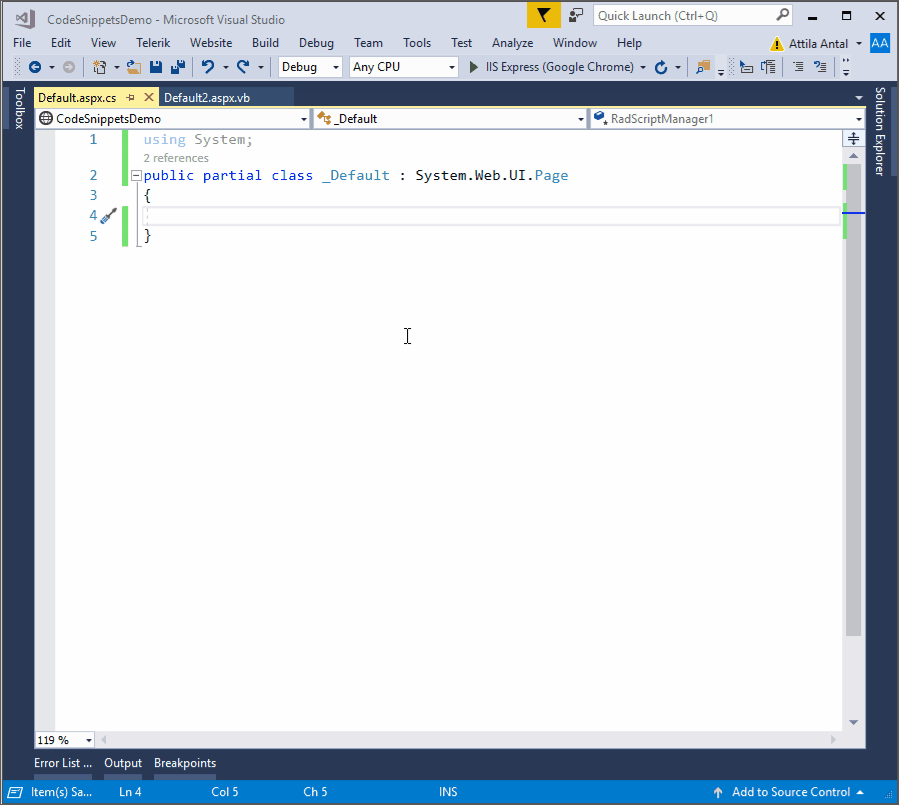 CodeSnippetsDemo - Microsoft Visual Studio
Quick Launch (Ctrl+Q)
File Edit View Telerik Website Build Debug Team Tools Test Analyze Window Help
Attila Antal AA
Debug Any CPU IIS Express (Google Chrome)
Toolbox
Default.aspx.cs Default2.aspx.vb
Solution Explorer
CodeSnippetsDemo _Default RadScriptManager1
1 using System;
2 references
2 public partial class _Default : System.Web.UI.Page
3 {
4
5 }
119 %
Error List ... Output Breakpoints
Item(s) Sa... Ln 4 Col 5 Ch 5 INS Add to Source Control